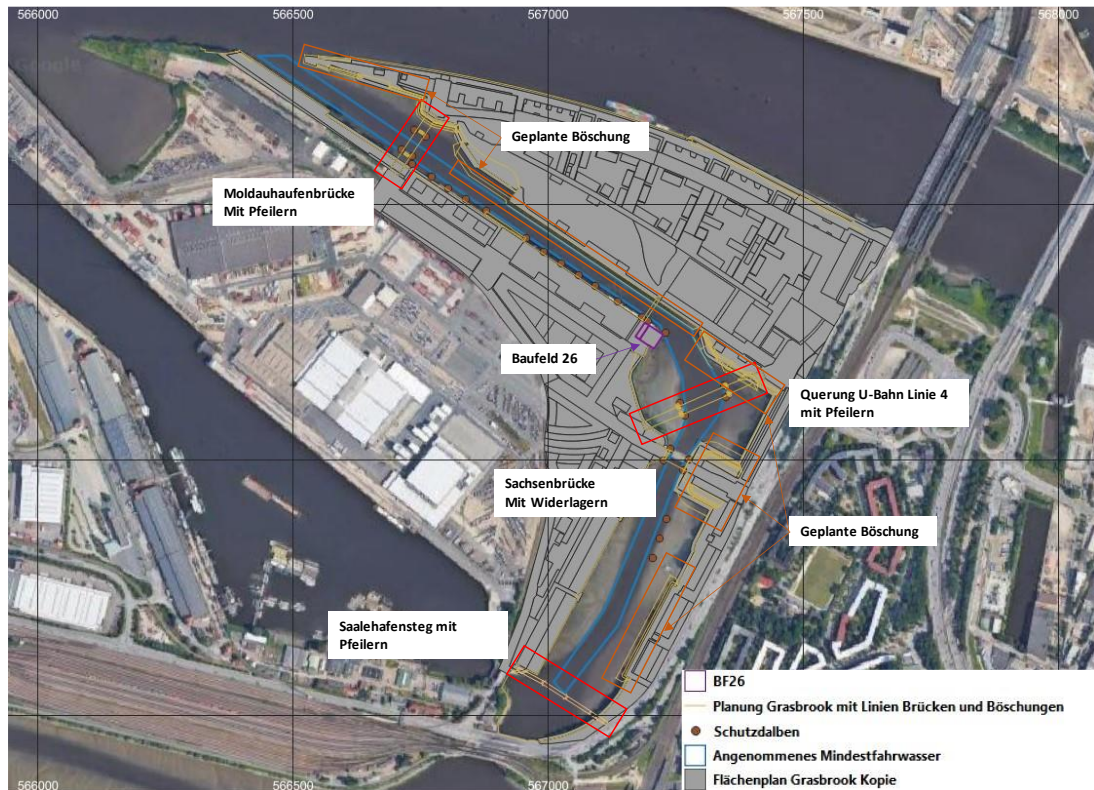 566000
566500
567000
567500
568000
Google
Geplante Böschung
Moldauhaufenbrücke
Mit Pfeilern
Baufeld 26
Querung U-Bahn Linie 4
mit Pfeilern
Sachsenbrücke
Mit Widerlagern
Geplante Böschung
Saalehafensteg mit
Pfeilern
BF26
Planung Grasbrook mit Linien Brücken und Böschungen
Schutzdalben
Angenommenes Mindestfahrwasser
Flächenplan Grasbrook Kopie
566000
566500
567000
567500
568000